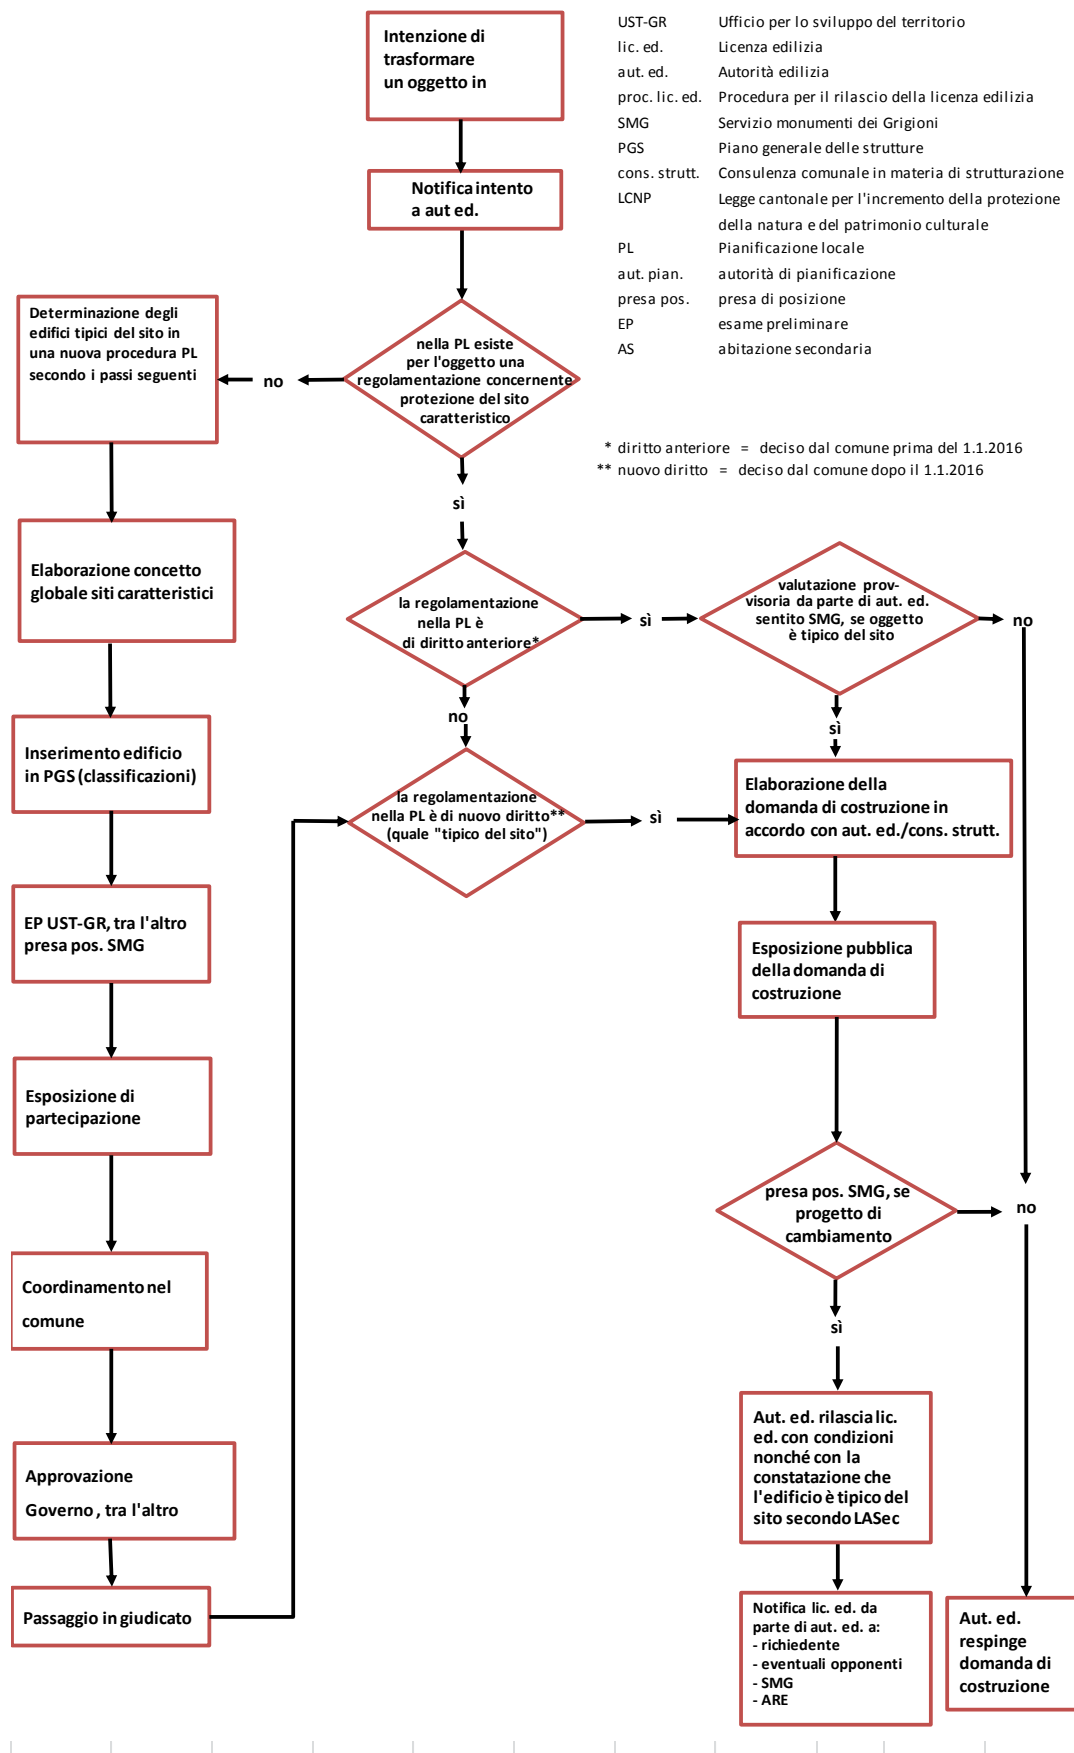 Intenzione di
trasformare
un oggetto in
UST-GR Ufficio per lo sviluppo del territorio
lic. ed. Licenza edilizia
aut. ed. Autorità edilizia
proc. lic. ed. Procedura per il rilascio della licenza edilizia
SMG Servizio monumenti dei Grigioni
PGS Piano generale delle strutture
cons. strutt. Consulenza comunale in materia di strutturazione
LCNP Legge cantonale per l'incremento della protezione
della natura e del patrimonio culturale
PL Pianificazione locale
aut. pian. autorità di pianificazione
presa pos. presa di posizione
EP esame preliminare
AS abitazione secondaria
* diritto anteriore = deciso dal comune prima del 1.1.2016
** nuovo diritto = deciso dal comune dopo il 1.1.2016
Notifica intento
a aut ed.
nella PL esiste
per l'oggetto una
regolamentazione concernente
protezione del sito
caratteristico
no
Determinazione degli
edifici tipici del sito in
una nuova procedura PL
secondo i passi seguenti
Elaborazione concetto
globale siti caratteristici
Inserimento edificio
in PGS (classificazioni)
EP UST-GR, tra l'altro
presa pos. SMG
Esposizione di
partecipazione
Coordinamento nel
comune
Approvazione
Governo , tra l'altro
Passaggio in giudicato
sì
la regolamentazione
nella PL è
di diritto anteriore*
sì
valutazione prov-
visoria da parte di aut. ed.
sentito SMG, se oggetto
è tipico del sito
no
no
sì
la regolamentazione
nella PL è di nuovo diritto**
(quale "tipico del sito")
sì
Elaborazione della
domanda di costruzione in
accordo con aut. ed./cons. strutt.
Esposizione pubblica
della domanda di
costruzione
presa pos. SMG, se
progetto di
cambiamento
no
sì
Aut. ed. rilascia lic.
ed. con condizioni
nonché con la
constatazione che
l'edificio è tipico del
sito secondo LASec
Notifica lic. ed. da
parte di aut. ed. a:
- richiedente
- eventuali opponenti
- SMG
- ARE
Aut. ed.
respinge
domanda di
costruzione